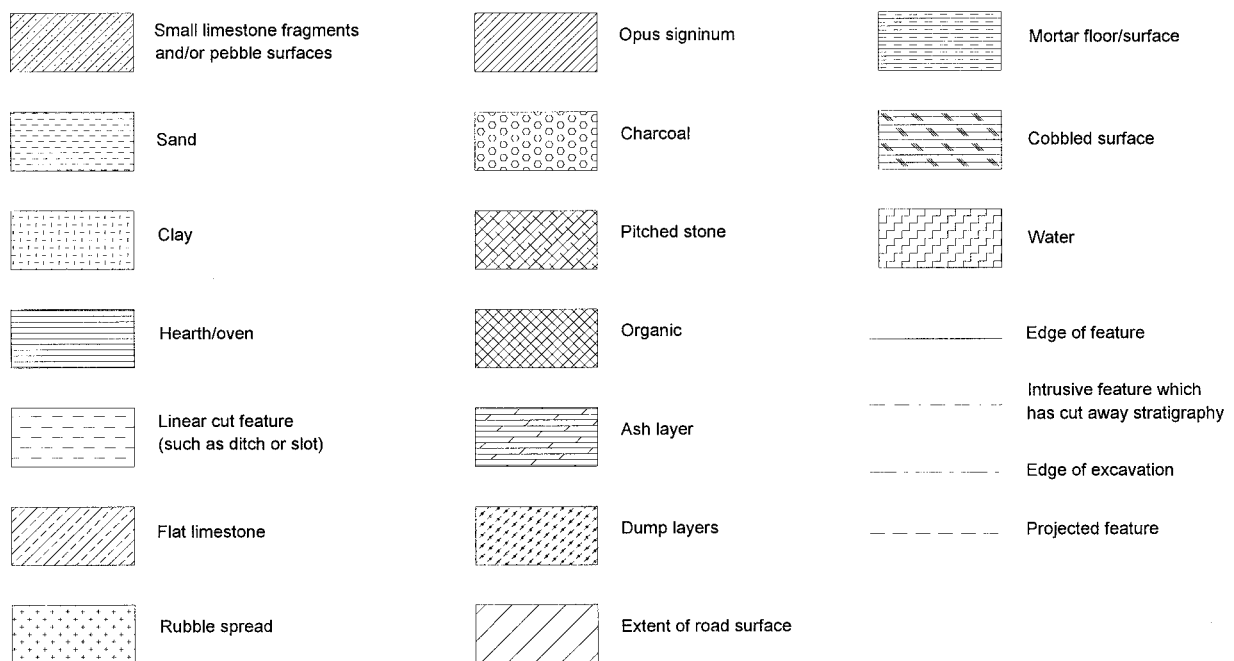 Small limestone fragments
and/or pebble surfaces
Sand
Clay
Hearth/oven
Linear cut feature
(such as ditch or slot)
Flat limestone
Rubble spread
Opus signinum
Charcoal
Pitched stone
Organic
Ash layer
Dump layers
Extent of road surface
Mortar floor/surface
Cobbled surface
Water
Edge of feature
Intrusive feature which
has cut away stratigraphy
Edge of excavation
Projected feature